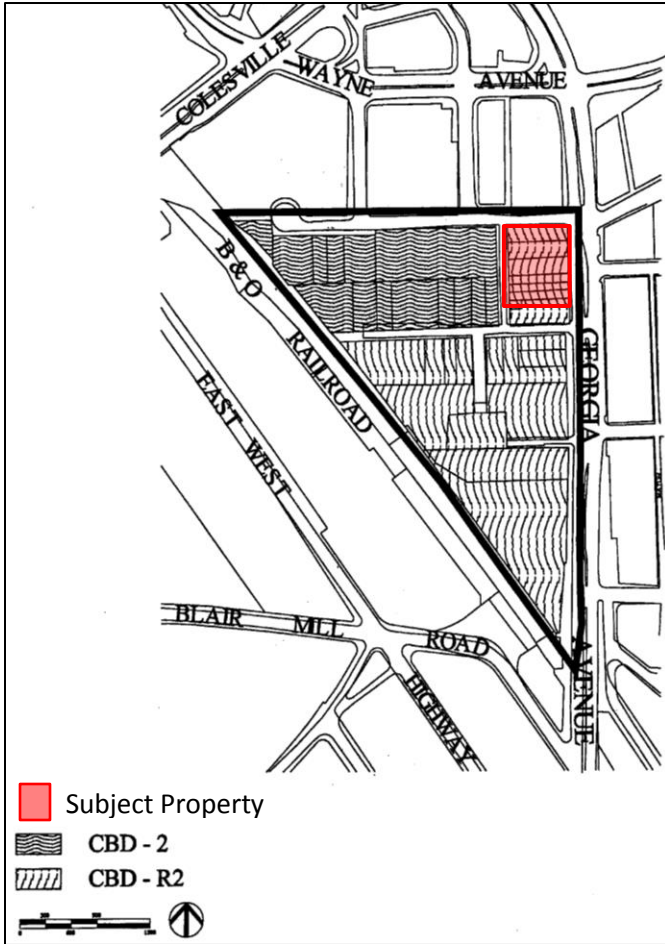 COLESVILLE
WAYNE AVENUE
B & O RAILROAD
GEORGIA AVENUE
EAST WEST HIGHWAY
BLAIR MILL ROAD
Subject Property
CBD - 2
CBD - R2